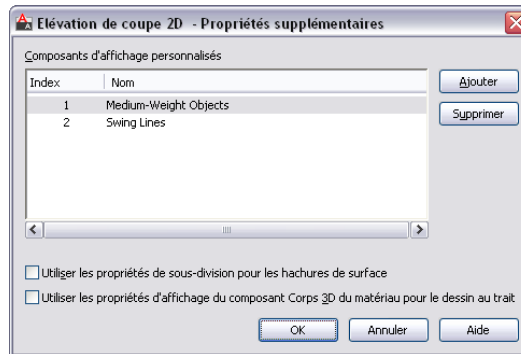 Elévation de coupe 2D - Propriétés supplémentaires
Composants d'affichage personnalisés
Index Nom
1 Medium-Weight Objects
2 Swing Lines
Ajouter
Supprimer
Utiliser les propriétés de sous-division pour les hachures de surface
Utiliser les propriétés d'affichage du composant Corps 3D du matériau pour le dessin au trait
OK Annuler Aide